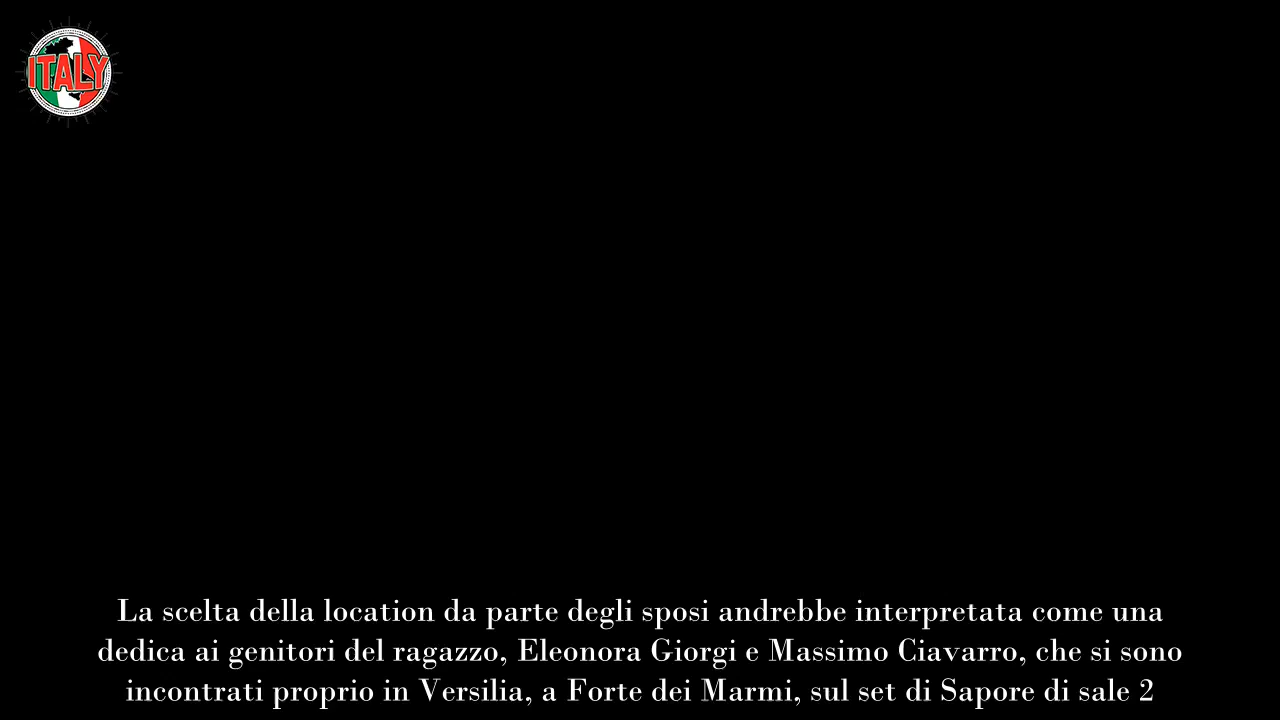 ITALY
La scelta della location da parte degli sposi andrebbe interpretata come una
dedica ai genitori del ragazzo, Eleonora Giorgi e Massimo Ciavarro, che si sono
incontrati proprio in Versilia, a Forte dei Marmi, sul set di Sapore di sale 2